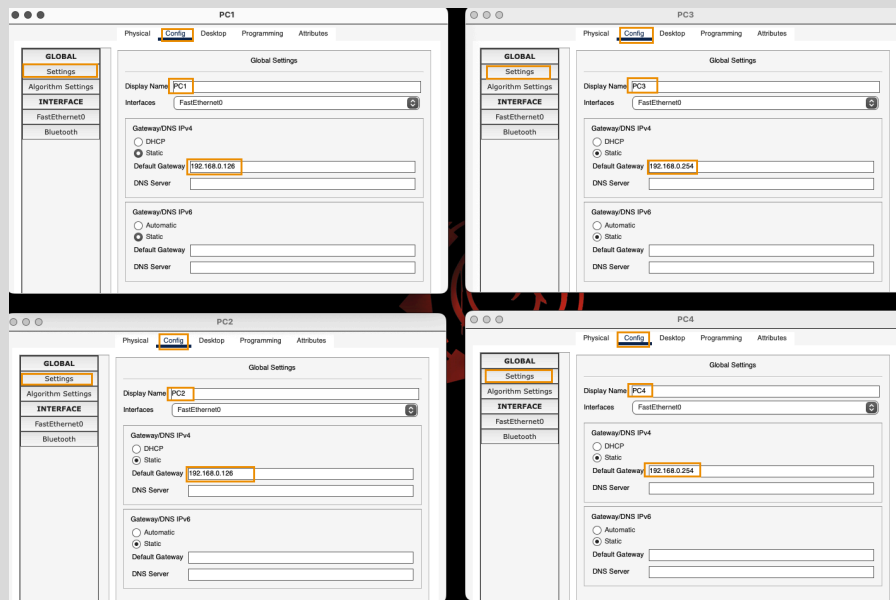 PC1
Physical Config Desktop Programming Attributes
GLOBAL
Settings
Algorithm Settings
INTERFACE
FastEthernet0
Bluetooth
Global Settings
Display Name PC1
Interfaces FastEthernet0
Gateway/DNS IPv4
DHCP
Static
Default Gateway 192.168.0.126
DNS Server
Gateway/DNS IPv6
Automatic
Static
Default Gateway
DNS Server
PC3
Physical Config Desktop Programming Attributes
GLOBAL
Settings
Algorithm Settings
INTERFACE
FastEthernet0
Bluetooth
Global Settings
Display Name PC3
Interfaces FastEthernet0
Gateway/DNS IPv4
DHCP
Static
Default Gateway 192.168.0.254
DNS Server
Gateway/DNS IPv6
Automatic
Static
Default Gateway
DNS Server
PC2
Physical Config Desktop Programming Attributes
GLOBAL
Settings
Algorithm Settings
INTERFACE
FastEthernet0
Bluetooth
Global Settings
Display Name PC2
Interfaces FastEthernet0
Gateway/DNS IPv4
DHCP
Static
Default Gateway 192.168.0.126
DNS Server
Gateway/DNS IPv6
Automatic
Static
Default Gateway
DNS Server
PC4
Physical Config Desktop Programming Attributes
GLOBAL
Settings
Algorithm Settings
INTERFACE
FastEthernet0
Bluetooth
Global Settings
Display Name PC4
Interfaces FastEthernet0
Gateway/DNS IPv4
DHCP
Static
Default Gateway 192.168.0.254
DNS Server
Gateway/DNS IPv6
Automatic
Static
Default Gateway
DNS Server